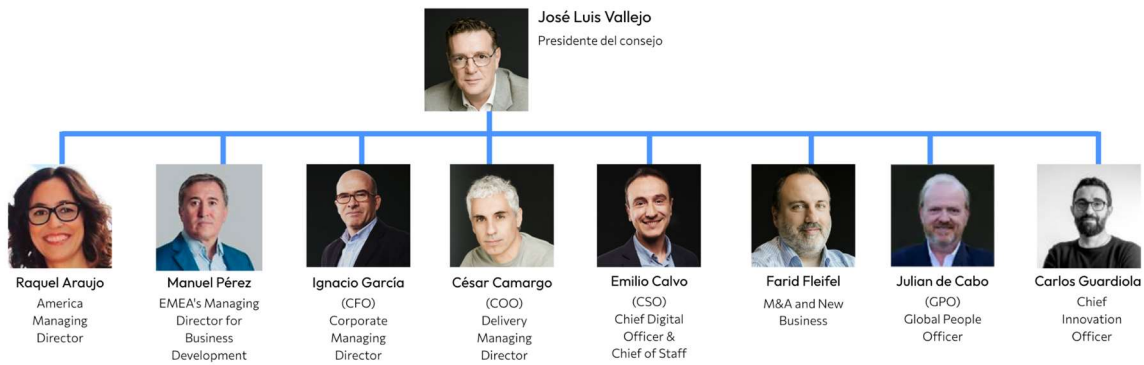 José Luis Vallejo
Presidente del consejo
Raquel Araujo
America
Managing
Director
Manuel Pérez
EMEA's Managing
Director for
Business
Development
Ignacio García
(CFO)
Corporate
Managing
Director
César Camargo
(COO)
Delivery
Managing
Director
Emilio Calvo
(CSO)
Chief Digital
Officer &
Chief of Staff
Farid Fleifel
M&A and New
Business
Julian de Cabo
(GPO)
Global People
Officer
Carlos Guardiola
Chief
Innovation
Officer